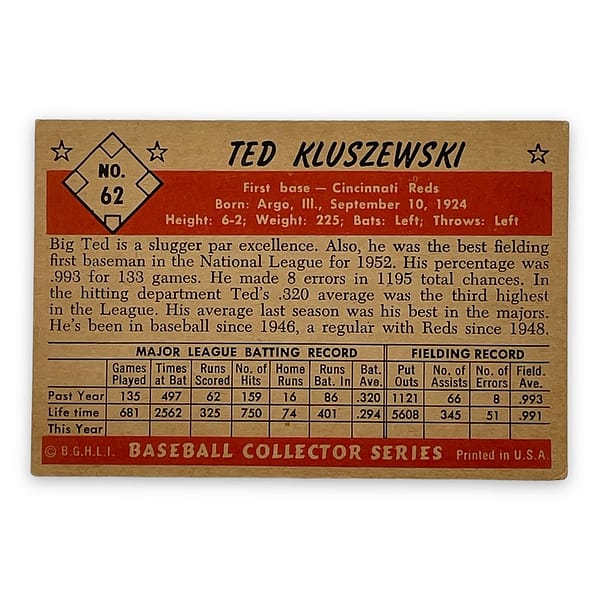 NO. 62
TED KLUSZEWSKI
First base — Cincinnati Reds
Born: Argo, Ill., September 10, 1924
Height: 6-2; Weight: 225; Bats: Left; Throws: Left
Big Ted is a slugger par excellence. Also, he was the best fielding
first baseman in the National League for 1952. His percentage was
.993 for 133 games. He made 8 errors in 1195 total chances. In
the hitting department Ted's .320 average was the third highest
in the League. His average last season was his best in the majors.
He's been in baseball since 1946, a regular with Reds since 1948.
MAJOR LEAGUE BATTING RECORD FIELDING RECORD
Games Played Times at Bat Runs Scored No. of Hits Home Runs Runs Bat. In Bat. Ave. Put Outs No. of Assists No. of Errors Field. Ave.
Past Year 135 497 62 159 16 86 .320 1121 66 8 .993
Life time 681 2562 325 750 74 401 .294 5608 345 51 .991
This Year
© B.G.H.L.I. BASEBALL COLLECTOR SERIES Printed in U.S.A.